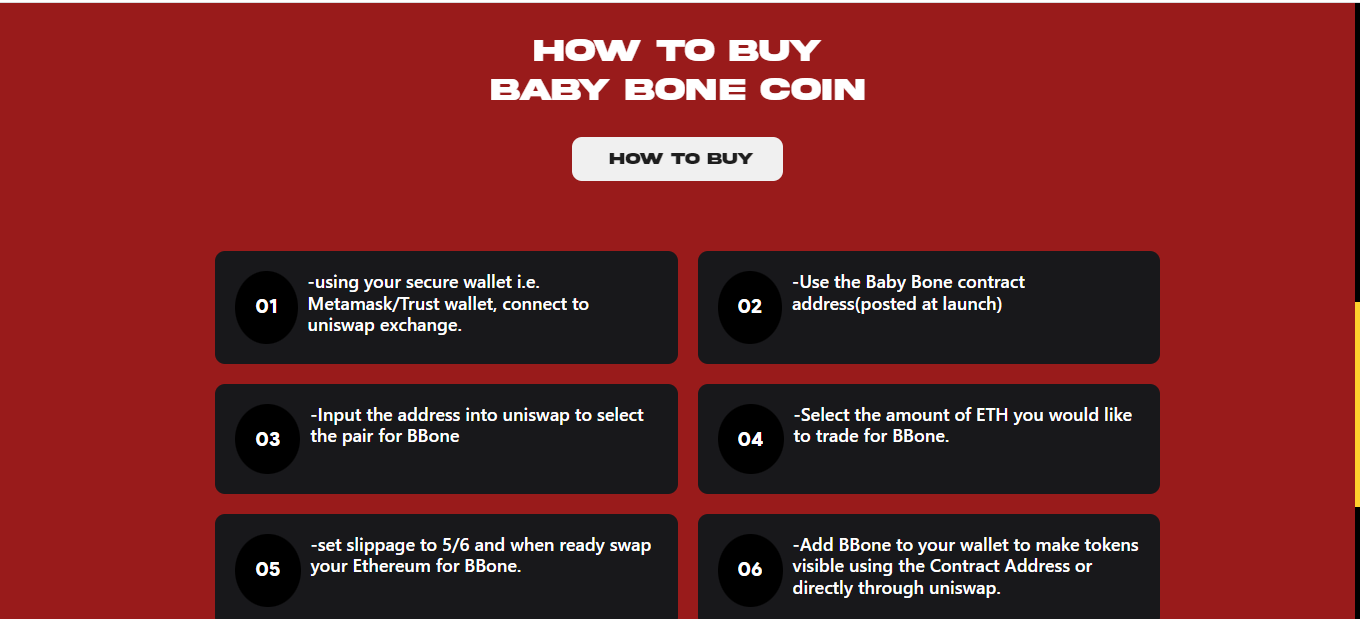 HOW TO BUY
BABY BONE COIN
HOW TO BUY
01
-using your secure wallet i.e.
Metamask/Trust wallet, connect to
uniswap exchange.
02
-Use the Baby Bone contract
address(posted at launch)
03
-Input the address into uniswap to select
the pair for BBone
04
-Select the amount of ETH you would like
to trade for BBone.
05
-set slippage to 5/6 and when ready swap
your Ethereum for BBone.
06
-Add BBone to your wallet to make tokens
visible using the Contract Address or
directly through uniswap.